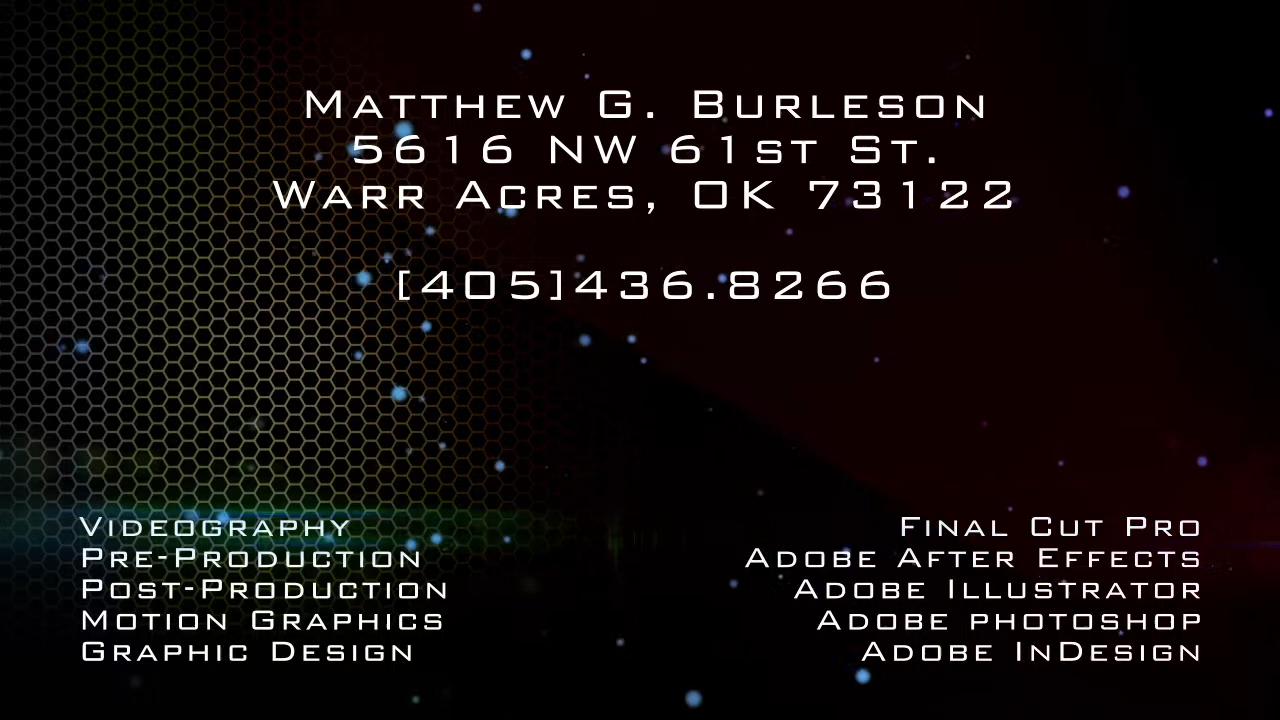 Matthew G. Burleson
5616 NW 61st St.
Warr Acres, OK 73122
[405]436.8266
Videography
Pre-Production
Post-Production
Motion Graphics
Graphic Design
Final Cut Pro
Adobe After Effects
Adobe Illustrator
Adobe photoshop
Adobe InDesign